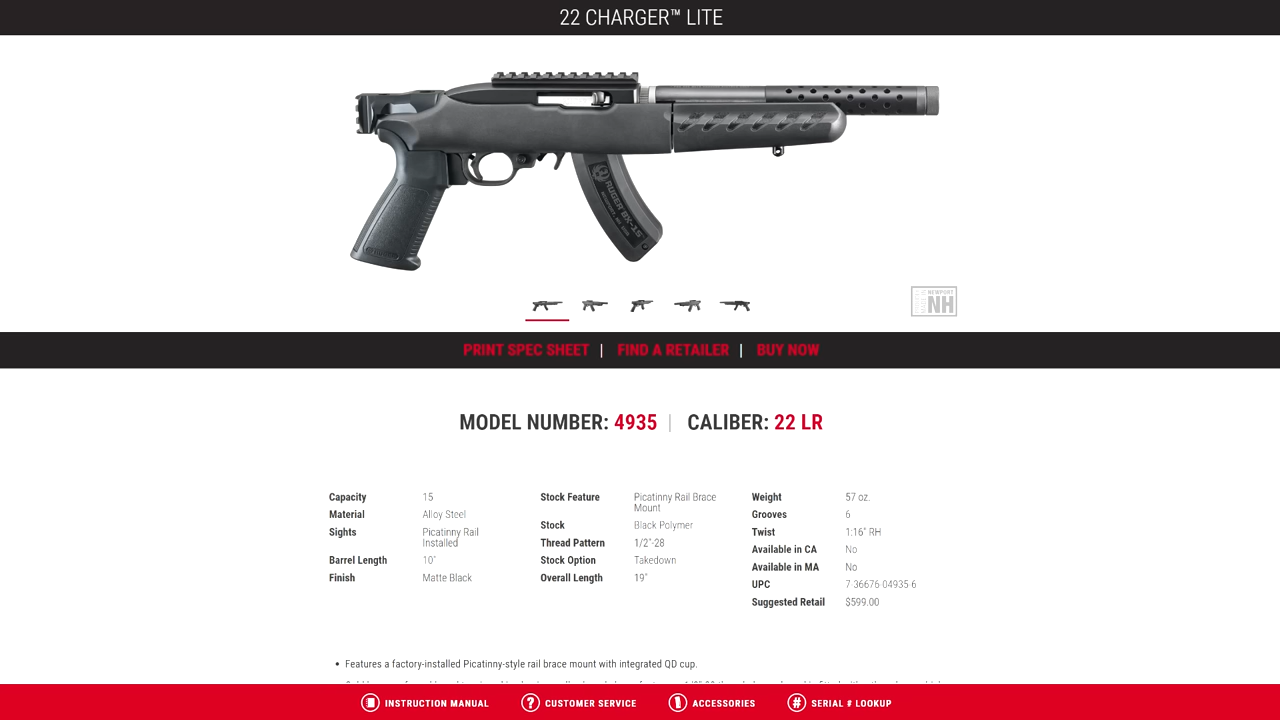 22 CHARGER™ LITE
RUGER BX-15
NEWPORT
NH
PRINT SPEC SHEET | FIND A RETAILER | BUY NOW
MODEL NUMBER: 4935 | CALIBER: 22 LR
Capacity 15
Material Alloy Steel
Sights Picatinny Rail
Installed
Barrel Length 10"
Finish Matte Black
Stock Feature Picatinny Rail Brace
Mount
Stock Black Polymer
Thread Pattern 1/2"-28
Stock Option Takedown
Overall Length 19"
Weight 57 oz.
Grooves 6
Twist 1:16" RH
Available in CA No
Available in MA No
UPC 7 36676 04935 6
Suggested Retail $599.00
• Features a factory-installed Picatinny-style rail brace mount with integrated QD cup.
INSTRUCTION MANUAL
CUSTOMER SERVICE
ACCESSORIES
# SERIAL # LOOKUP